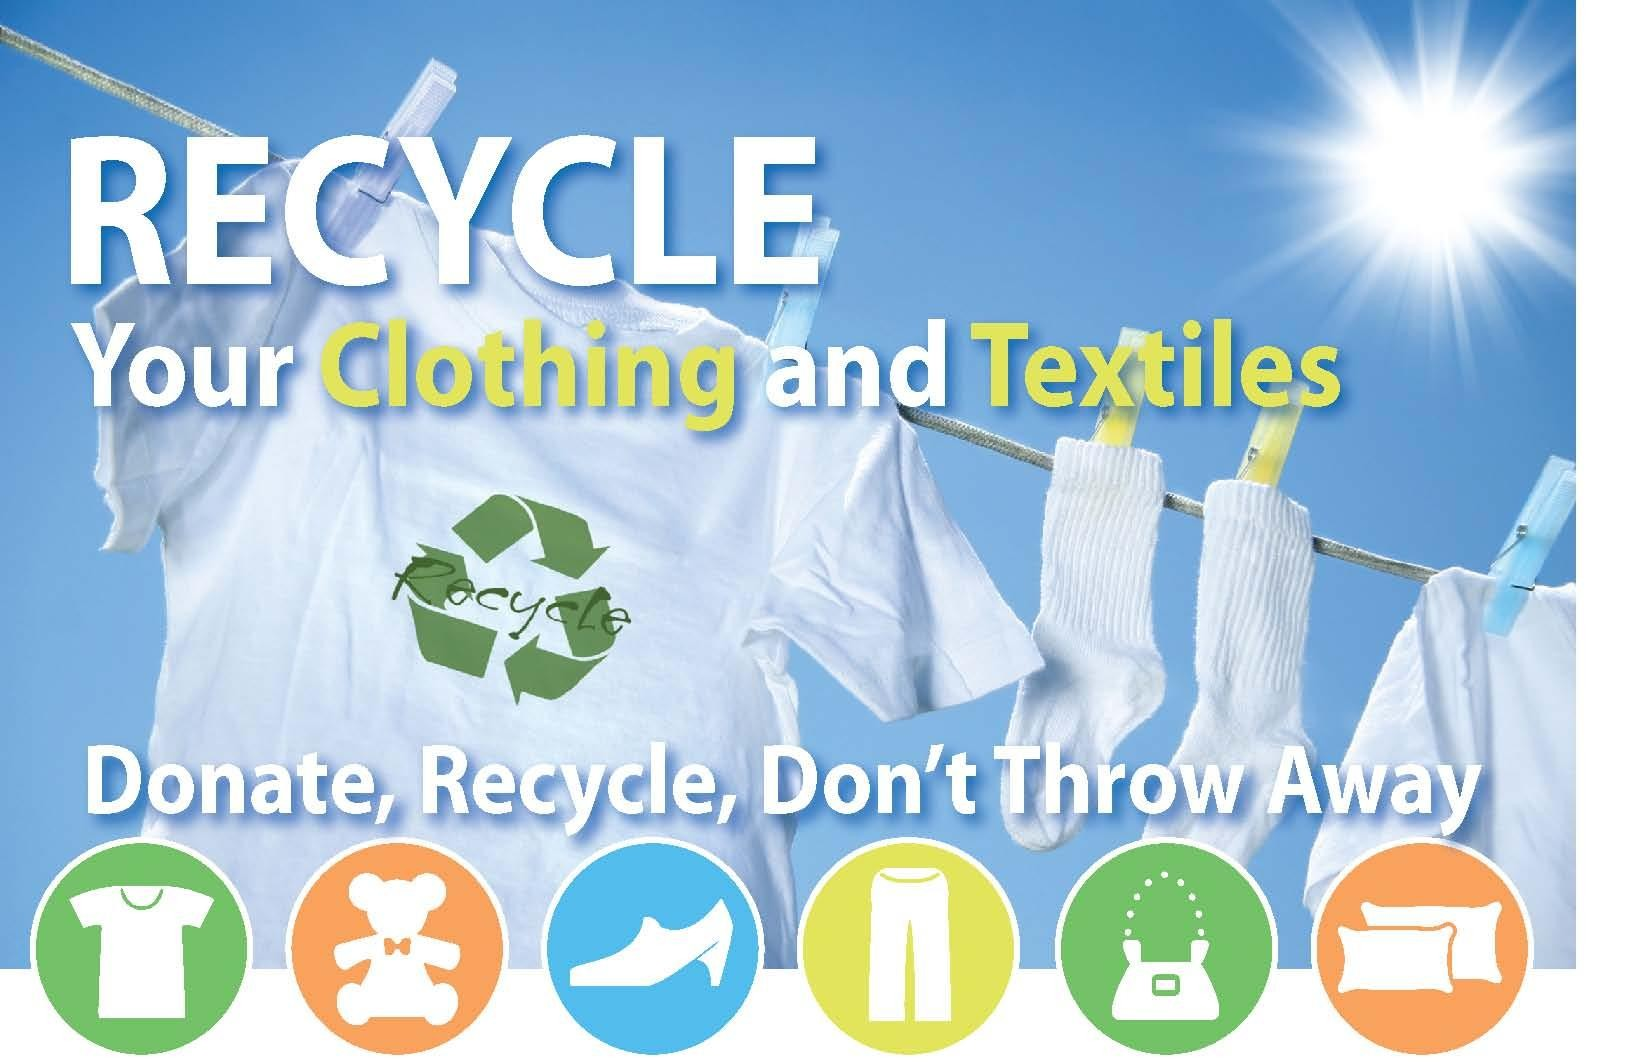 RECYCLE
Your Clothing and Textiles
Recycle
Donate, Recycle, Don't Throw Away